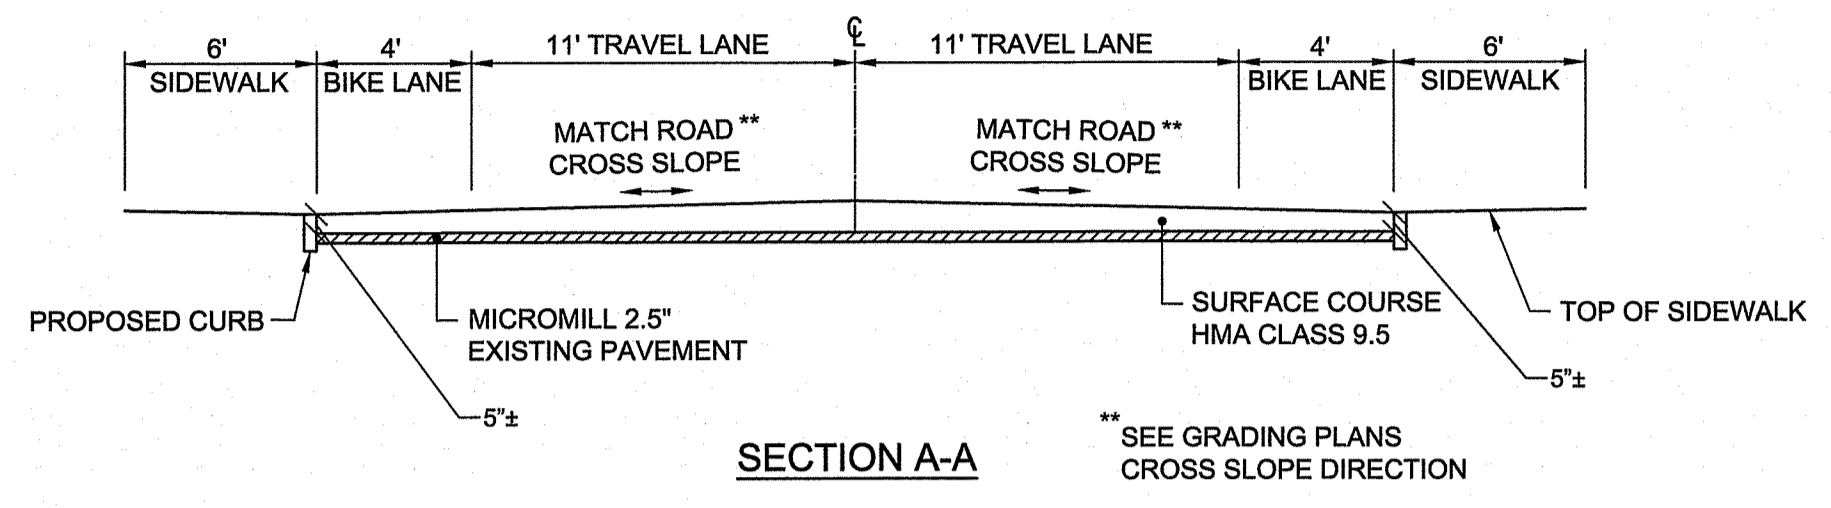 6'
SIDEWALK
4'
BIKE LANE
11' TRAVEL LANE
℄
11' TRAVEL LANE
4'
BIKE LANE
6'
SIDEWALK
MATCH ROAD**
CROSS SLOPE
MATCH ROAD**
CROSS SLOPE
PROPOSED CURB
MICROMILL 2.5"
EXISTING PAVEMENT
5"±
SURFACE COURSE
HMA CLASS 9.5
TOP OF SIDEWALK
5"±
SECTION A-A
**SEE GRADING PLANS
CROSS SLOPE DIRECTION